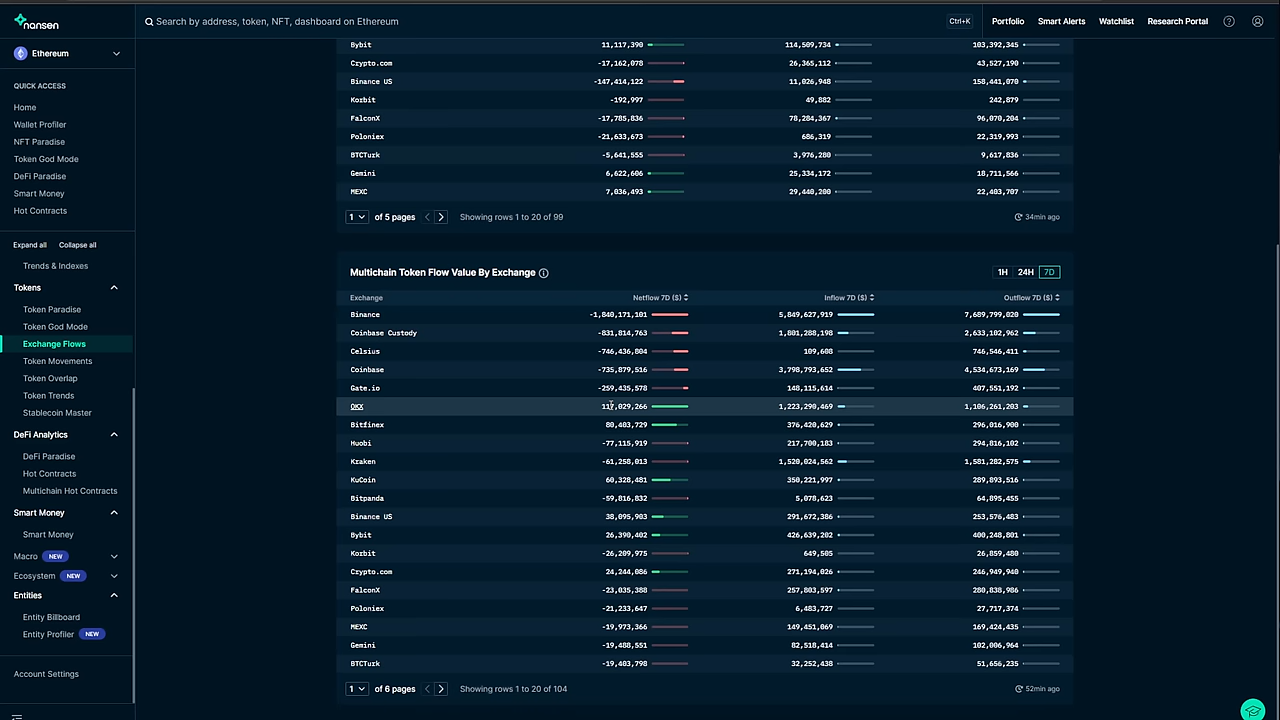 nansen
Search by address, token, NFT, dashboard on Ethereum
Ctrl+K
Portfolio
Smart Alerts
Watchlist
Research Portal
Ethereum
QUICK ACCESS
Home
Wallet Profiler
NFT Paradise
Token God Mode
DeFi Paradise
Smart Money
Hot Contracts
Expand all Collapse all
Trends & Indexes
Tokens
Token Paradise
Token God Mode
Exchange Flows
Token Movements
Token Overlap
Token Trends
Stablecoin Master
DeFi Analytics
DeFi Paradise
Hot Contracts
Multichain Hot Contracts
Smart Money
Smart Money
Macro NEW
Ecosystem NEW
Entities
Entity Billboard
Entity Profiler NEW
Account Settings
Bybit 11,117,390 114,509,734 103,392,345
Crypto.com -17,162,078 26,365,112 43,527,190
Binance US -147,414,122 11,026,948 158,441,070
Korbit -192,997 49,882 242,879
FalconX -17,785,836 78,284,367 96,070,204
Poloniex -21,633,673 686,319 22,319,993
BTCTurk -5,641,555 3,976,280 9,617,836
Gemini 6,622,606 25,334,172 18,711,566
MEXC 7,036,493 29,440,200 22,403,707
1 of 5 pages Showing rows 1 to 20 of 99 34min ago
Multichain Token Flow Value By Exchange 1H 24H 7D
Exchange Netflow 7D ($) Inflow 7D ($) Outflow 7D ($)
Binance -1,840,171,101 5,849,627,919 7,689,799,020
Coinbase Custody -831,814,763 1,801,288,198 2,633,102,962
Celsius -746,436,804 109,608 746,546,411
Coinbase -735,879,516 3,798,793,652 4,534,673,169
Gate.io -259,435,578 148,115,614 407,551,192
OKX 117,029,266 1,223,290,469 1,106,261,203
Bitfinex 80,403,729 376,420,629 296,016,900
Huobi -77,115,919 217,700,183 294,816,102
Kraken -61,258,013 1,520,024,562 1,581,282,575
KuCoin 60,328,481 350,221,997 289,893,516
Bitpanda -59,816,832 5,078,623 64,895,455
Binance US 38,095,903 291,672,386 253,576,483
Bybit 26,390,402 426,639,202 400,248,801
Korbit -26,209,975 649,505 26,859,480
Crypto.com 24,244,086 271,194,026 246,949,940
FalconX -23,035,388 257,803,597 280,838,986
Poloniex -21,233,647 6,483,727 27,717,374
MEXC -19,973,366 149,451,069 169,424,435
Gemini -19,488,551 82,518,414 102,006,964
BTCTurk -19,403,798 32,252,438 51,656,235
1 of 6 pages Showing rows 1 to 20 of 104 52min ago